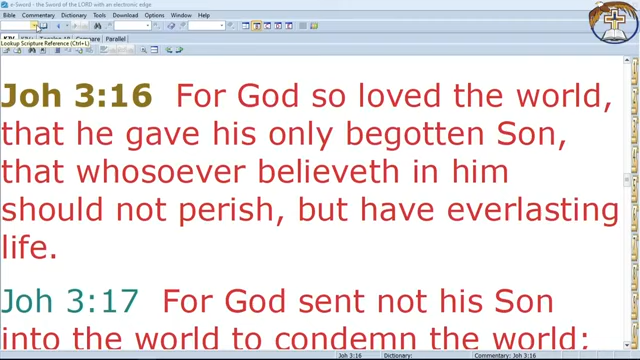 e-Sword - the Sword of the LORD with an electronic edge
Bible Commentary Dictionary Tools Download Options Window Help
Lookup Scripture Reference (Ctrl+L)
Compare Parallel
Joh 3:16 For God so loved the world,
that he gave his only begotten Son,
that whosoever believeth in him
should not perish, but have everlasting
life.
Joh 3:17 For God sent not his Son
into the world to condemn the world;
Joh 3:16 Dictionary: Commentary: Joh 3:16